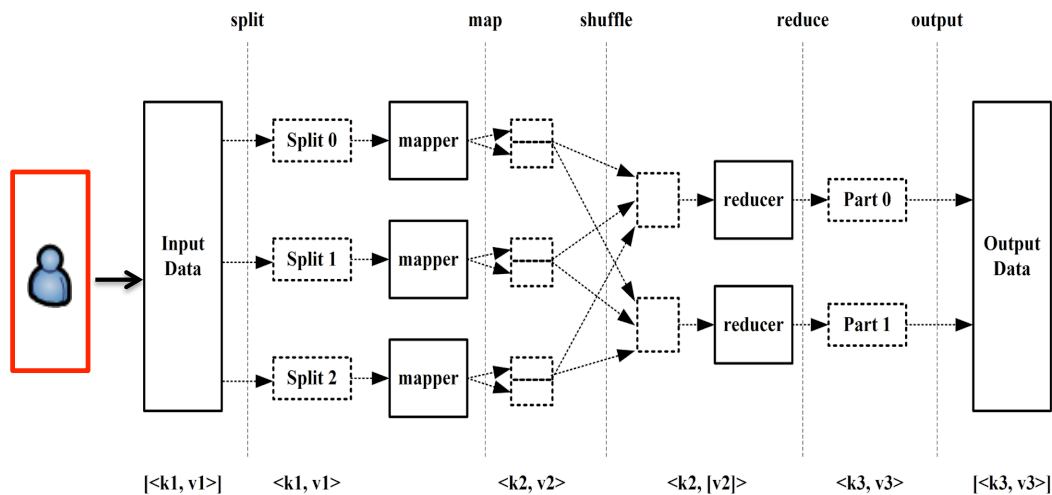 split
map
shuffle
reduce
output
Input
Data
Split 0
mapper
Split 1
mapper
Split 2
mapper
reducer
Part 0
reducer
Part 1
Output
Data
[<k1, v1>]
<k1, v1>
<k2, v2>
<k2, [v2]>
<k3, v3>
[<k3, v3>]